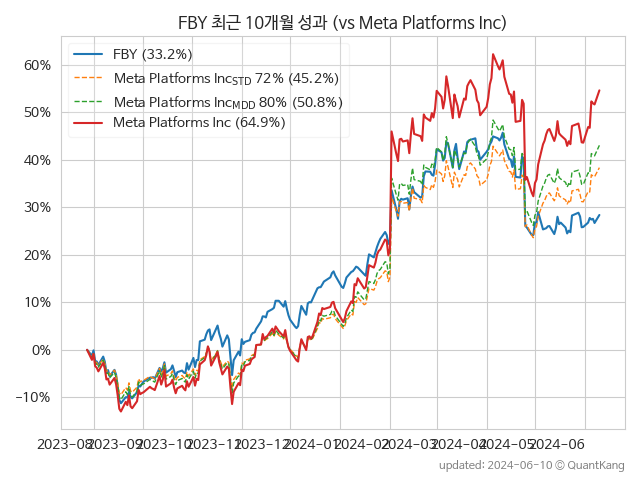 FBY 최근 10개월 성과 (vs Meta Platforms Inc)
FBY (33.2%)
Meta Platforms IncSTD 72% (45.2%)
Meta Platforms IncMDD 80% (50.8%)
Meta Platforms Inc (64.9%)
60%
50%
40%
30%
20%
10%
0%
−10%
2023-08 2023-09 2023-10 2023-11 2023-12 2024-01 2024-02 2024-03 2024-04 2024-05 2024-06
updated: 2024-06-10 © QuantKang